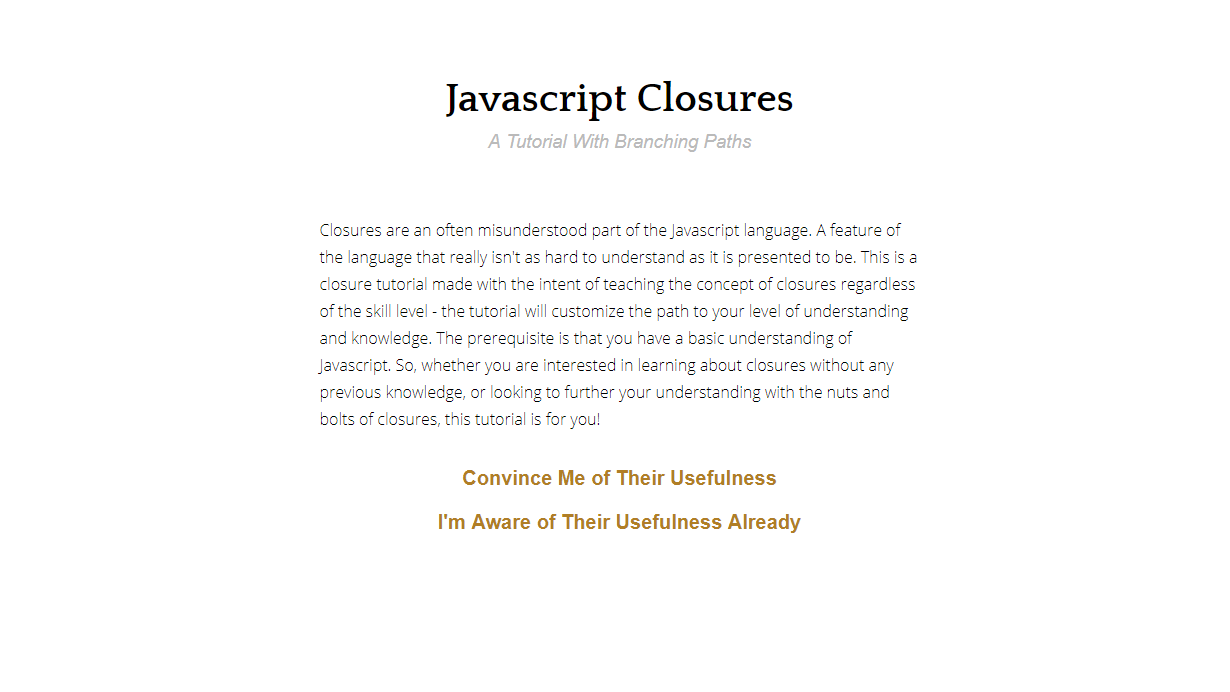 Javascript Closures
A Tutorial With Branching Paths
Closures are an often misunderstood part of the Javascript language. A feature of
the language that really isn't as hard to understand as it is presented to be. This is a
closure tutorial made with the intent of teaching the concept of closures regardless
of the skill level - the tutorial will customize the path to your level of understanding
and knowledge. The prerequisite is that you have a basic understanding of
Javascript. So, whether you are interested in learning about closures without any
previous knowledge, or looking to further your understanding with the nuts and
bolts of closures, this tutorial is for you!
Convince Me of Their Usefulness
I'm Aware of Their Usefulness Already